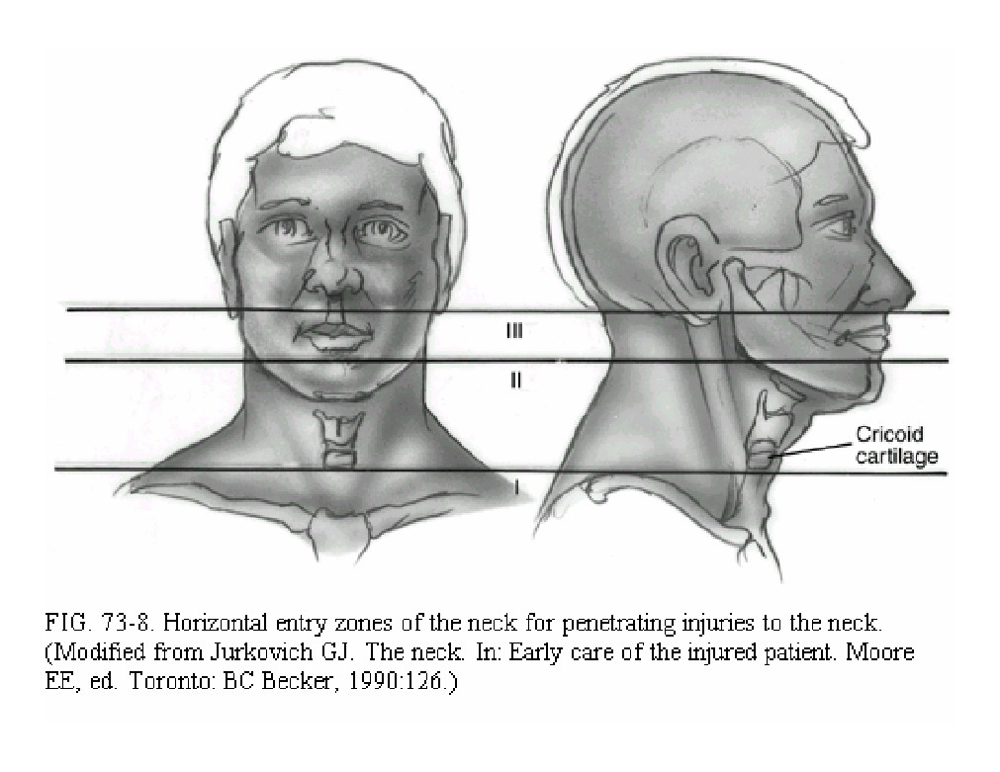 III
II
Cricoid
cartilage
I
FIG. 73-8. Horizontal entry zones of the neck for penetrating injuries to the neck.
(Modified from Jurkovich GJ. The neck. In: Early care of the injured patient. Moore
EE, ed. Toronto: BC Becker, 1990:126.)